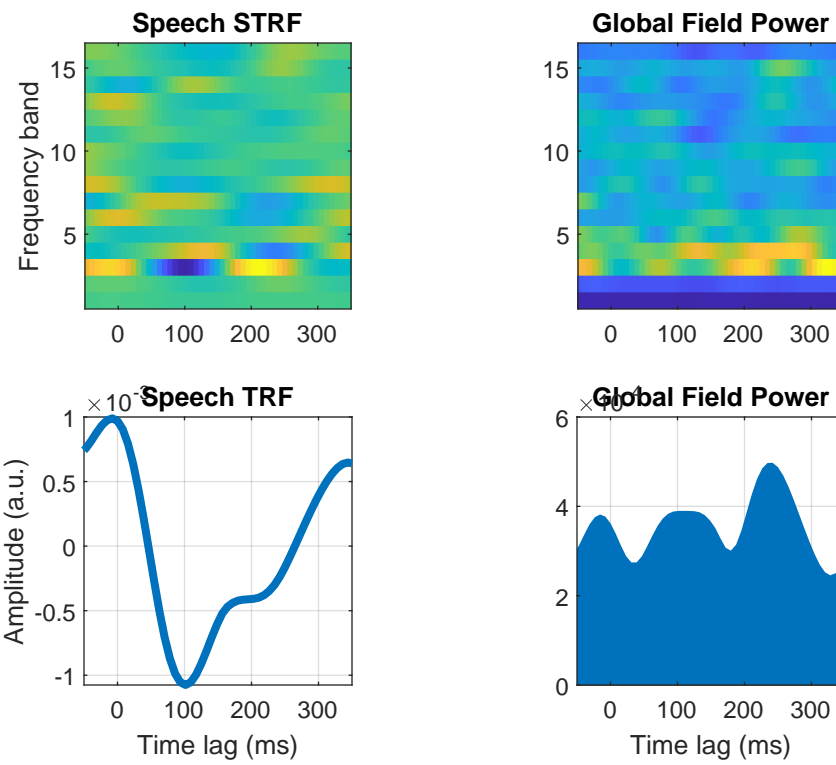 Speech STRF
Frequency band
15
10
5
0 100 200 300
Global Field Power
15
10
5
0 100 200 300
Speech TRF
× 10⁻³
Amplitude (a.u.)
1
0.5
0
-0.5
-1
0 100 200 300
Time lag (ms)
Global Field Power
× 10⁻⁴
6
4
2
0
0 100 200 300
Time lag (ms)